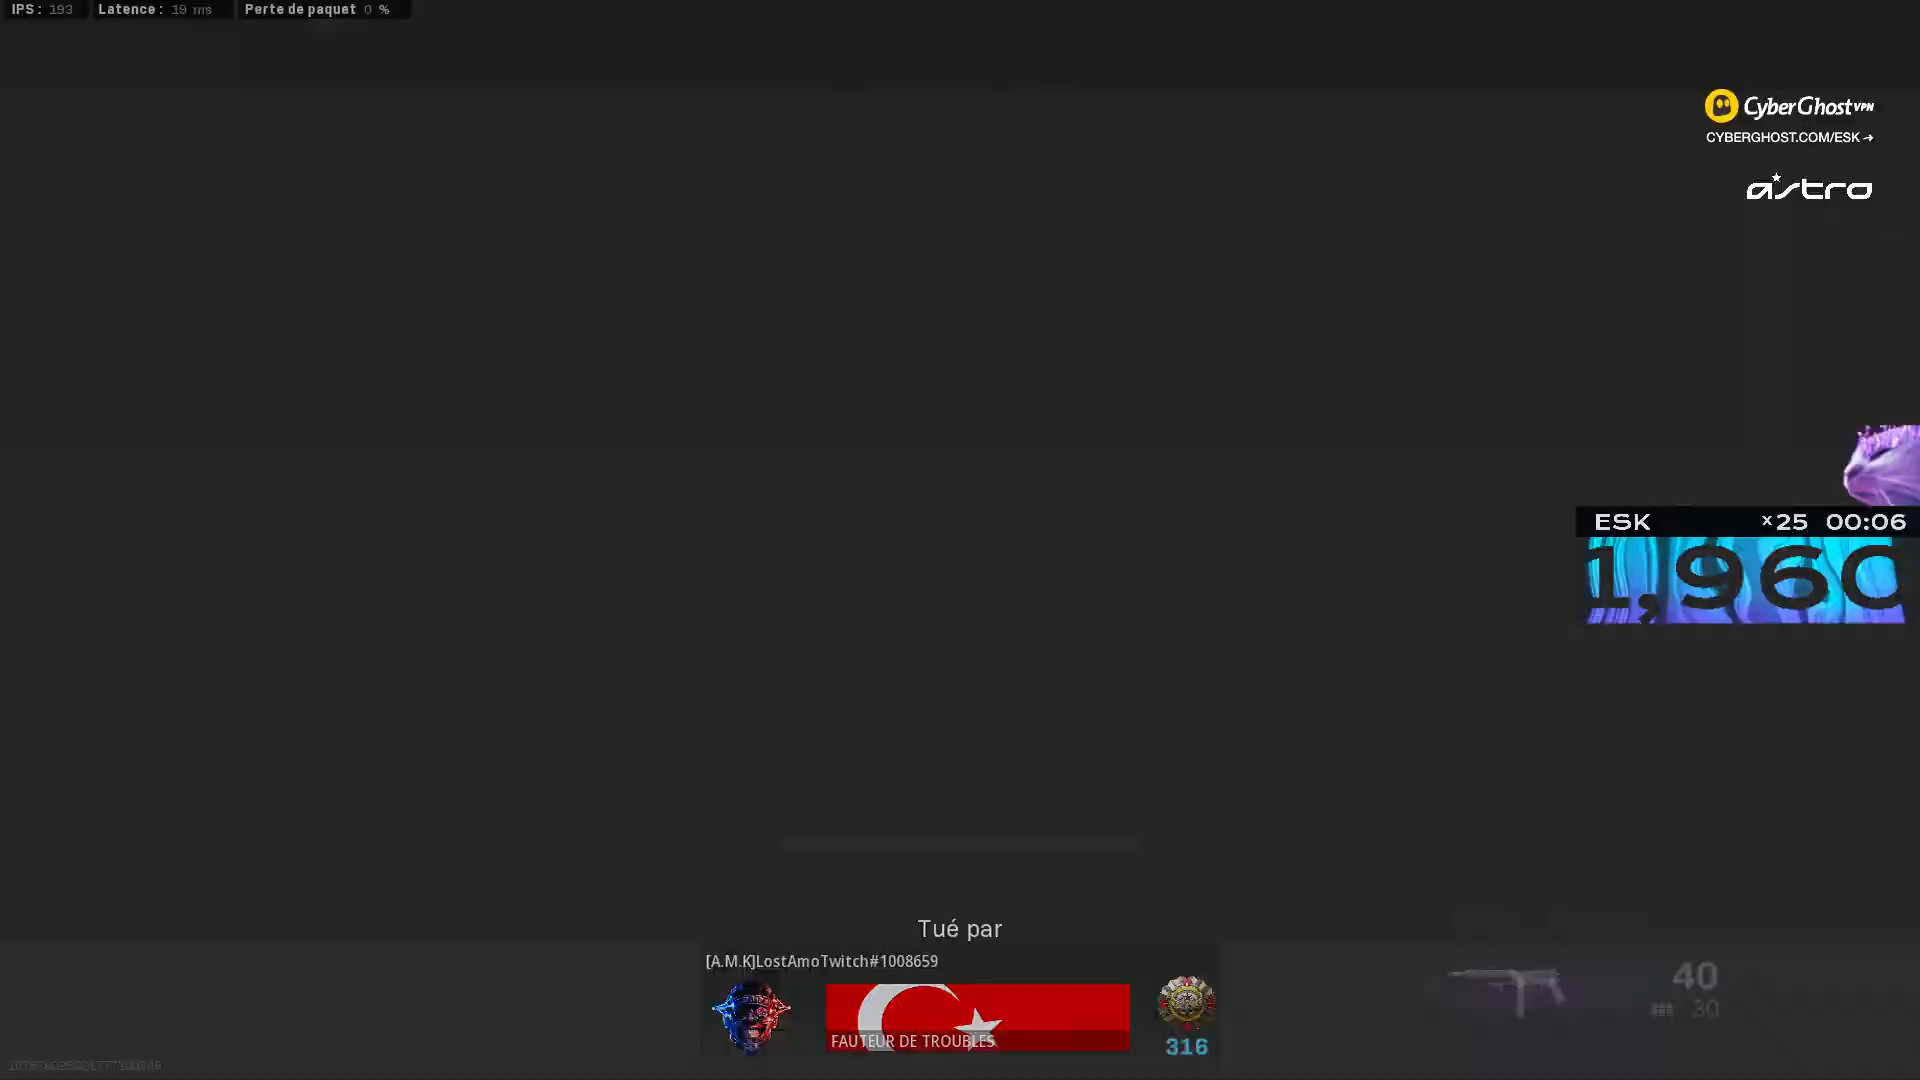 IPS : 193 Latence : 19 ms Perte de paquet 0 %
CyberGhost VPN
CYBERGHOST.COM/ESK →
astro
ESK x25 00:06
1,960
Tué par
[A.M.K]LostAmoTwitch#1008659
FAUTEUR DE TROUBLES
316
40
30